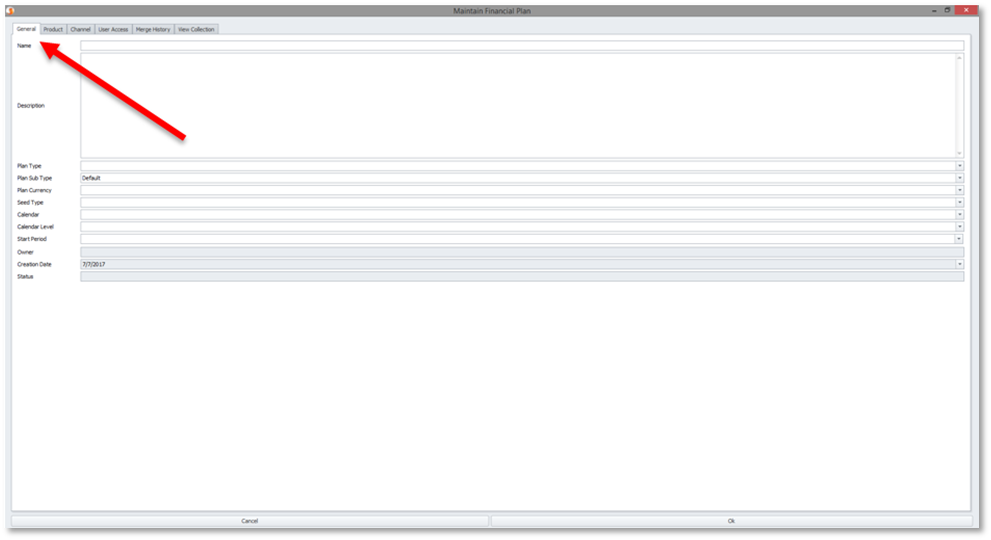 Maintain Financial Plan
General Product Channel User Access Merge History View Collection
Name
Description
Plan Type
Plan Sub Type Default
Plan Currency
Seed Type
Calendar
Calendar Level
Start Period
Owner
Creation Date 7/7/2017
Status
Cancel Ok